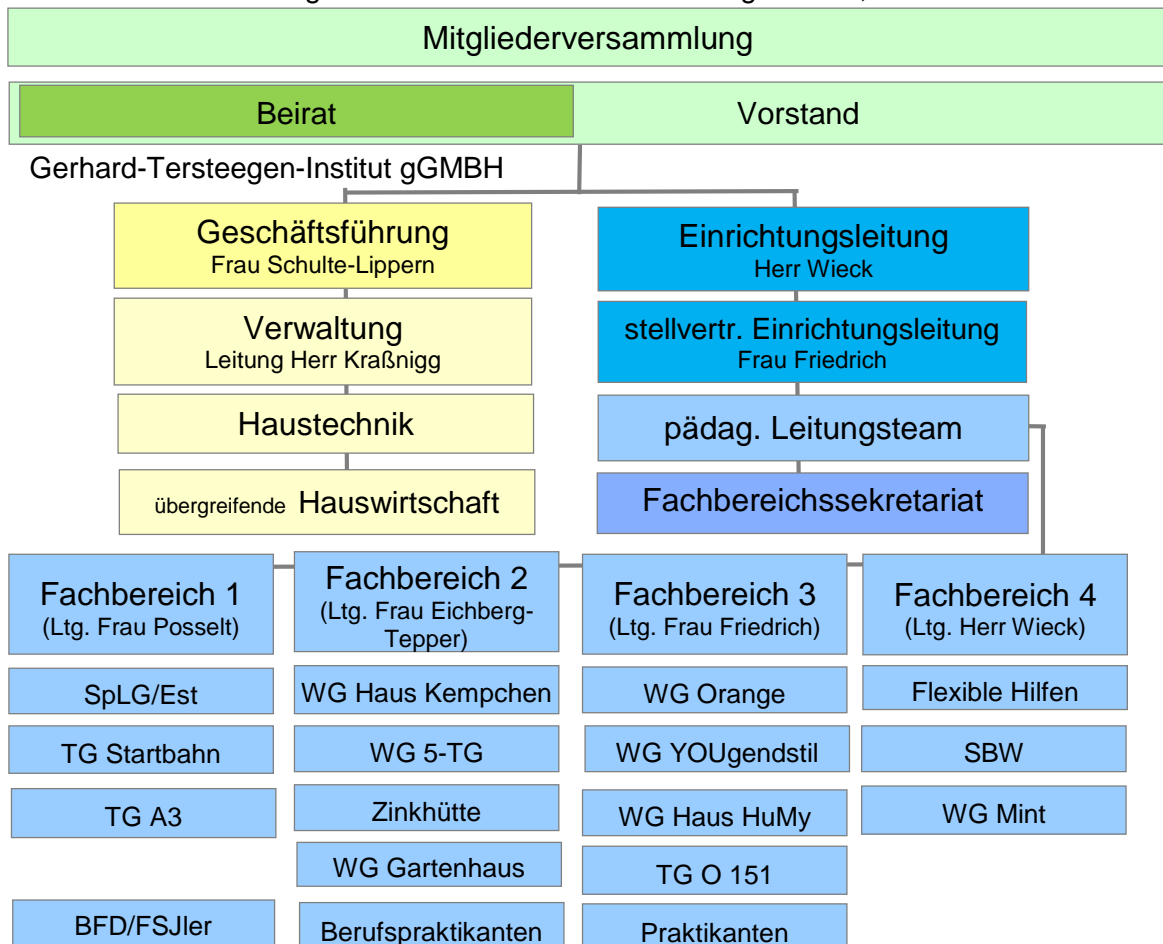 Mitgliederversammlung
Beirat
Vorstand
Gerhard-Tersteegen-Institut gGMBH
Geschäftsführung
Frau Schulte-Lippern
Einrichtungsleitung
Herr Wieck
Verwaltung
Leitung Herr Kraßnigg
stellvertr. Einrichtungsleitung
Frau Friedrich
Haustechnik
pädag. Leitungsteam
übergreifende Hauswirtschaft
Fachbereichssekretariat
Fachbereich 1
(Ltg. Frau Posselt)
Fachbereich 2
(Ltg. Frau Eichberg-
Tepper)
Fachbereich 3
(Ltg. Frau Friedrich)
Fachbereich 4
(Ltg. Herr Wieck)
SpLG/Est
WG Haus Kempchen
WG Orange
Flexible Hilfen
TG Startbahn
WG 5-TG
WG YOUgendstil
SBW
TG A3
Zinkhütte
WG Haus HuMy
WG Mint
WG Gartenhaus
TG O 151
BFD/FSJler
Berufspraktikanten
Praktikanten